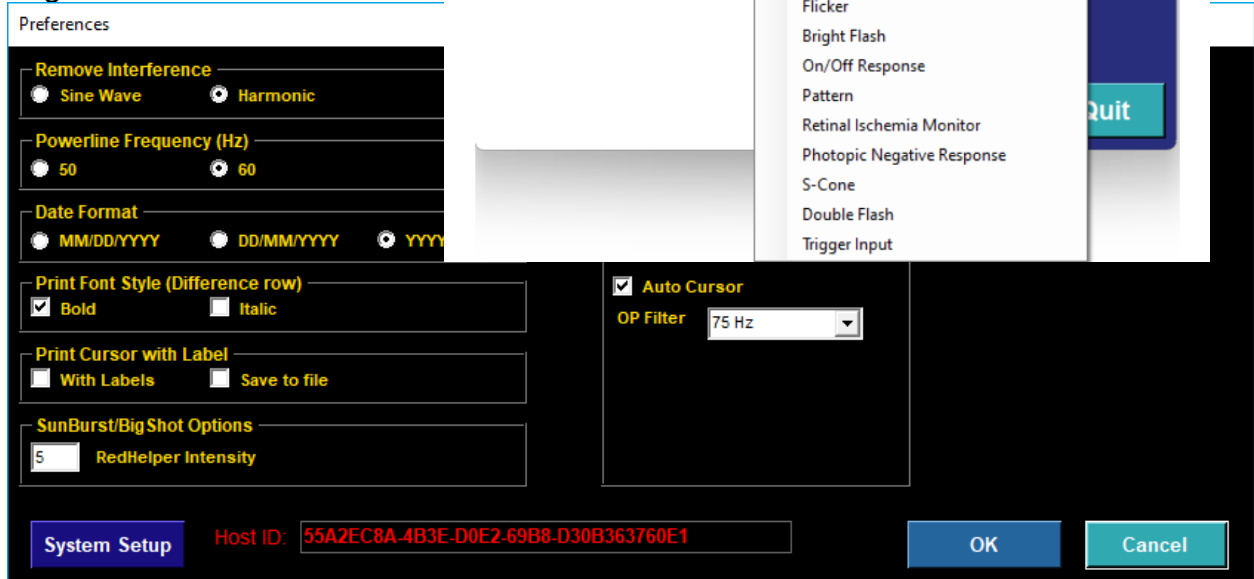 Preferences
Remove Interference
Sine Wave Harmonic
Powerline Frequency (Hz)
50 60
Date Format
MM/DD/YYYY DD/MM/YYYY YYYY
Print Font Style (Difference row)
Bold Italic
Print Cursor with Label
With Labels Save to file
SunBurst/BigShot Options
5 RedHelper Intensity
Flicker
Bright Flash
On/Off Response
Pattern
Retinal Ischemia Monitor
Photopic Negative Response
S-Cone
Double Flash
Trigger Input
Quit
Auto Cursor
OP Filter 75 Hz
System Setup Host ID: 55A2EC8A-4B3E-D0E2-69B8-D30B363760E1 OK Cancel